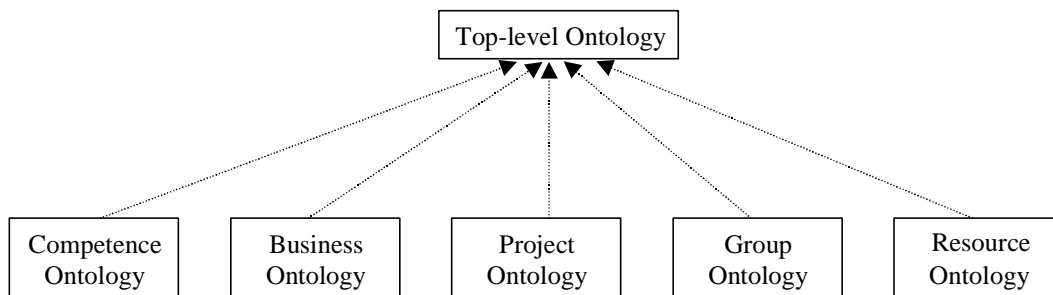 Top-level Ontology
Competence
Ontology
Business
Ontology
Project
Ontology
Group
Ontology
Resource
Ontology